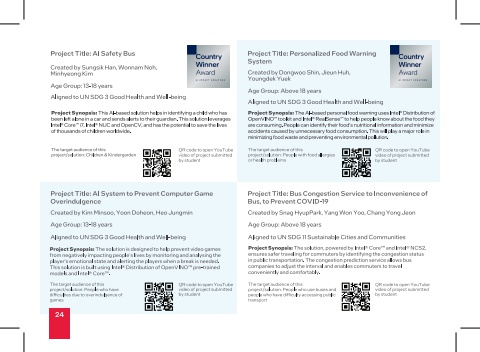 Project Title: AI Safety Bus
Created by Sungsik Han, Wonnam Noh,
Minhyeong Kim
Age Group: 13-18 years
Aligned to UN SDG 3 Good Health and Well-being
Country
Winner
Award
AI IMPACT CREATORS
Project Synopsis: This AI-based solution helps in identifying a child who has
been left alone in a car and sends alerts to their guardian. This solution leverages
Intel® Core™ i7, Intel® NUC and OpenCV, and has the potential to save the lives
of thousands of children worldwide.
The target audience of this
project/solution: Children & Kindergarden
QR code to open YouTube
video of project submitted
by student
Project Title: Personalized Food Warning
System
Created by Dongwoo Shin, Jieun Huh,
Youngdek Yuek
Age Group: Above 18 years
Aligned to UN SDG 3 Good Health and Well-being
Country
Winner
Award
AI IMPACT CREATORS
Project Synopsis: The AI-based personal food warning uses Intel® Distribution of
OpenVINO™ toolkit and Intel® RealSense™ to help people know about the food they
are consuming. People can identify their food's nutritional information and minimize
accidents caused by unnecessary food consumption. This will play a major role in
minimizing food waste and preventing environmental pollution.
The target audience of this
project/solution: People with food allergies
or health problems
QR code to open YouTube
video of project submitted
by student
Project Title: AI System to Prevent Computer Game
Overindulgence
Created by Kim Minsoo, Yoon Doheon, Heo Jungmin
Age Group: 13-18 years
Aligned to UN SDG 3 Good Health and Well-being
Project Synopsis: The solution is designed to help prevent video games
from negatively impacting people's lives by monitoring and analysing the
player's emotional state and alerting the players when a break is needed.
This solution is built using Intel® Distribution of OpenVINO™ pre-trained
models and Intel® Core™.
The target audience of this
project/solution: People who have
difficulties due to overindulgence of
games
QR code to open YouTube
video of project submitted
by student
Project Title: Bus Congestion Service to Inconvenience of
Bus, to Prevent COVID-19
Created by Snag HyupPark, Yang Won Yoo, Chang Yong Jeon
Age Group: Above 18 years
Aligned to UN SDG 11 Sustainable Cities and Communities
Project Synopsis: The solution, powered by Intel® Core™ and Intel® NCS2,
ensures safer traveling for commuters by identifying the congestion status
in public transportation. The congestion prediction service allows bus
companies to adjust the interval and enables commuters to travel
conveniently and comfortably.
The target audience of this
project/solution: People who use buses and
people who have difficulty accessing public
transport
QR code to open YouTube
video of project submitted
by student
24